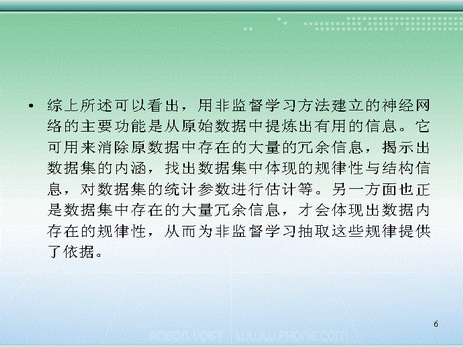 • 综上所述可以看出，用非监督学习方法建立的神经网
络的主要功能是从原始数据中提炼出有用的信息。它
可用来消除原数据中存在的大量的冗余信息，揭示出
数据集的内涵，找出数据集中体现的规律性与结构信
息，对数据集的统计参数进行估计等。另一方面也正
是数据集中存在的大量冗余信息，才会体现出数据内
存在的规律性，从而为非监督学习抽取这些规律提供
了依据。
6